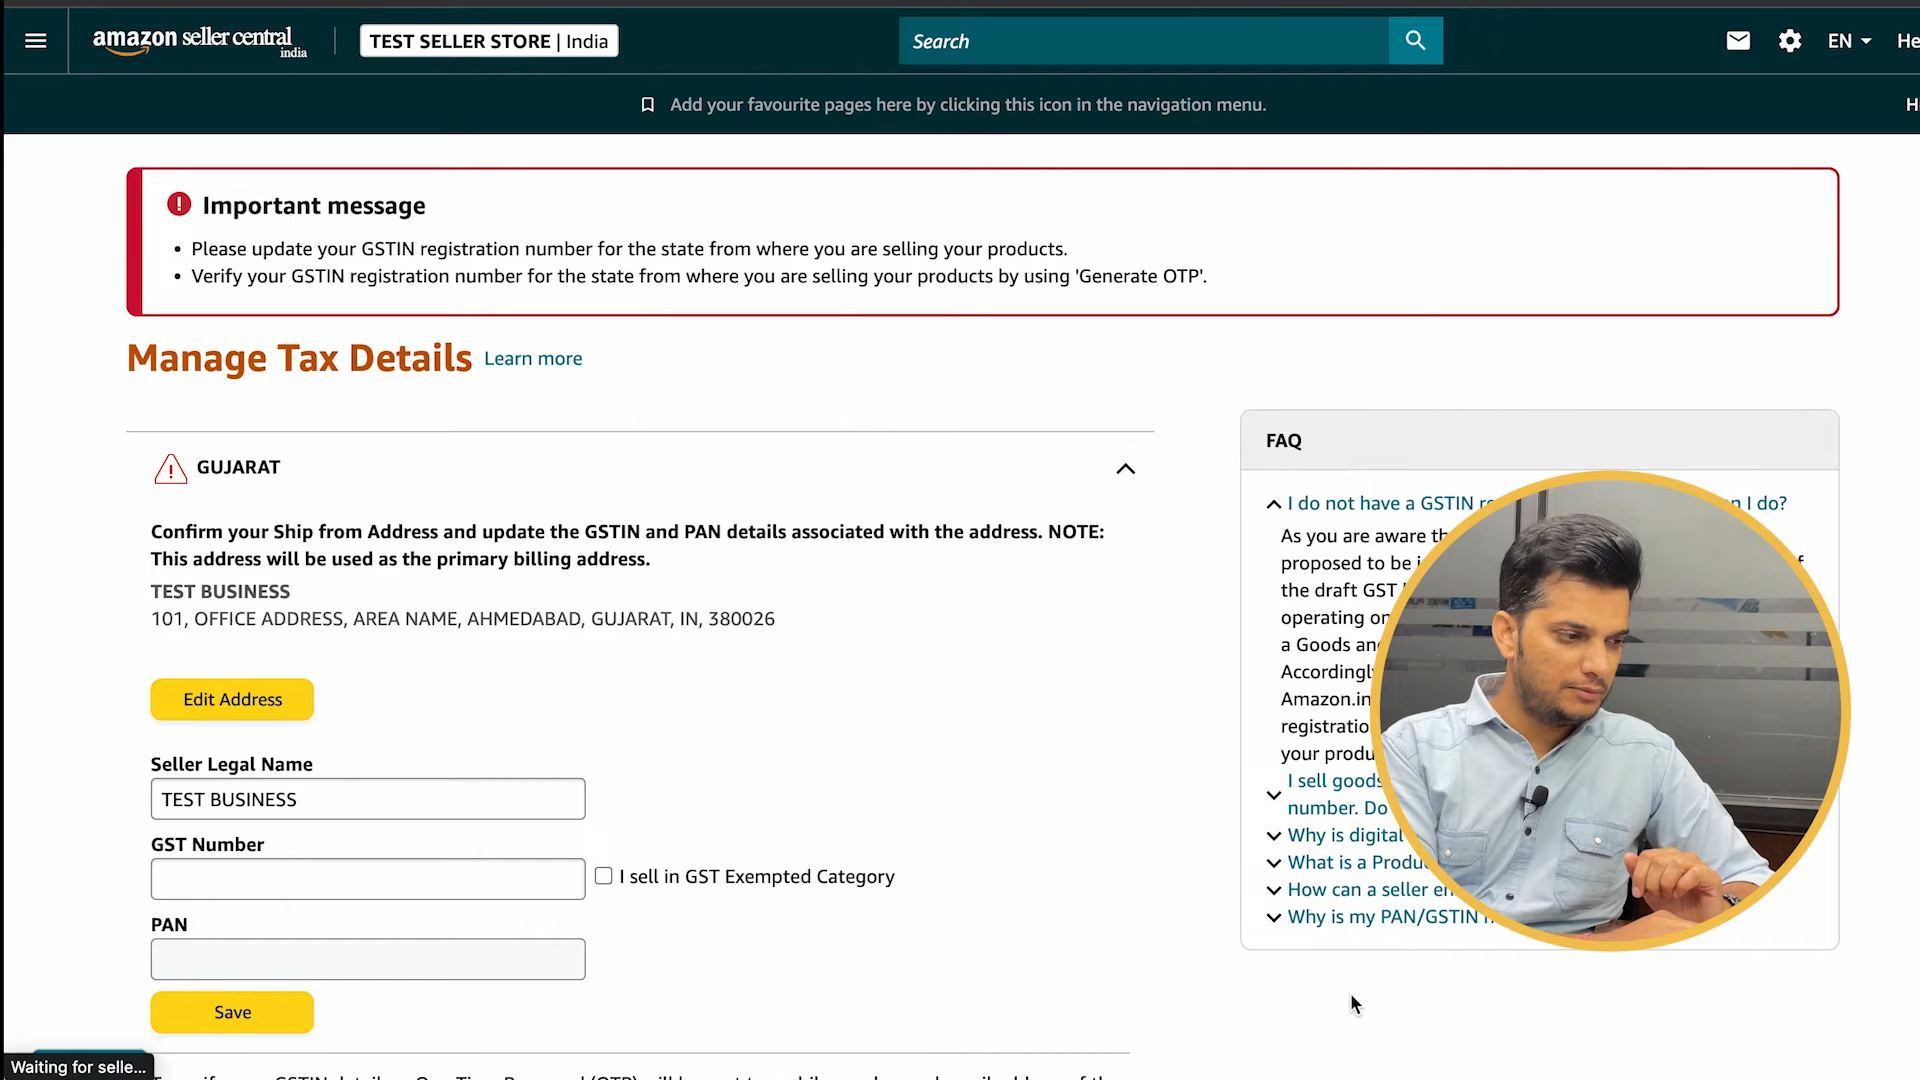 amazon seller central
india
TEST SELLER STORE | India
Search
EN
Add your favourite pages here by clicking this icon in the navigation menu.
Important message
• Please update your GSTIN registration number for the state from where you are selling your products.
• Verify your GSTIN registration number for the state from where you are selling your products by using 'Generate OTP'.
Manage Tax Details Learn more
GUJARAT
Confirm your Ship from Address and update the GSTIN and PAN details associated with the address. NOTE:
This address will be used as the primary billing address.
TEST BUSINESS
101, OFFICE ADDRESS, AREA NAME, AHMEDABAD, GUJARAT, IN, 380026
Edit Address
Seller Legal Name
TEST BUSINESS
GST Number
I sell in GST Exempted Category
PAN
Save
FAQ
I do not have a GSTIN I do?
As you are aware
proposed to be
the draft GST
operating
a Goods
Accordingly
Amazon.in
your
I sell goods
number. Do
Why is digital
What is a
How can a seller
Why is my PAN/GSTIN
Waiting for selle...